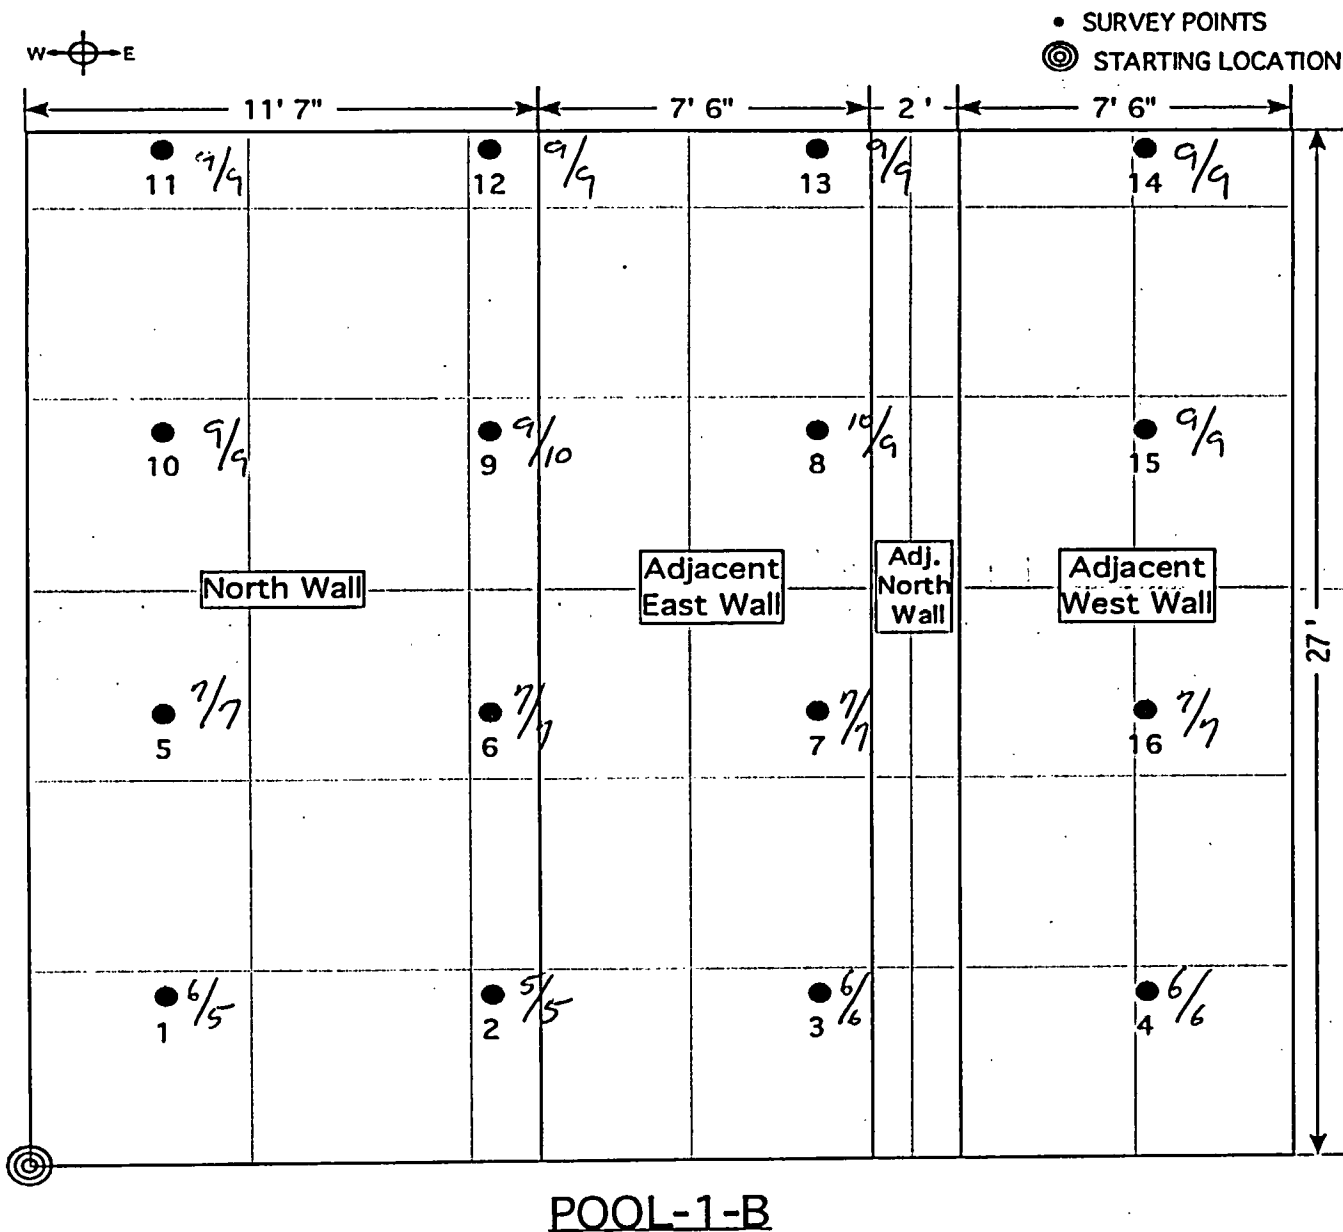 • SURVEY POINTS
W E
STARTING LOCATION
11' 7" 7' 6" 2 ' 7' 6"
9/9 9/9 9/9 9/9
11 12 13 14
9/9 9/10 10/9 9/9
10 9 8 15
North Wall
Adjacent
East Wall
Adj.
North
Wall
Adjacent
West Wall
27'
7/7 7/7 7/7 7/7
5 6 7 16
6/5 5/5 6/6 6/6
1 2 3 4
POOL-1-B